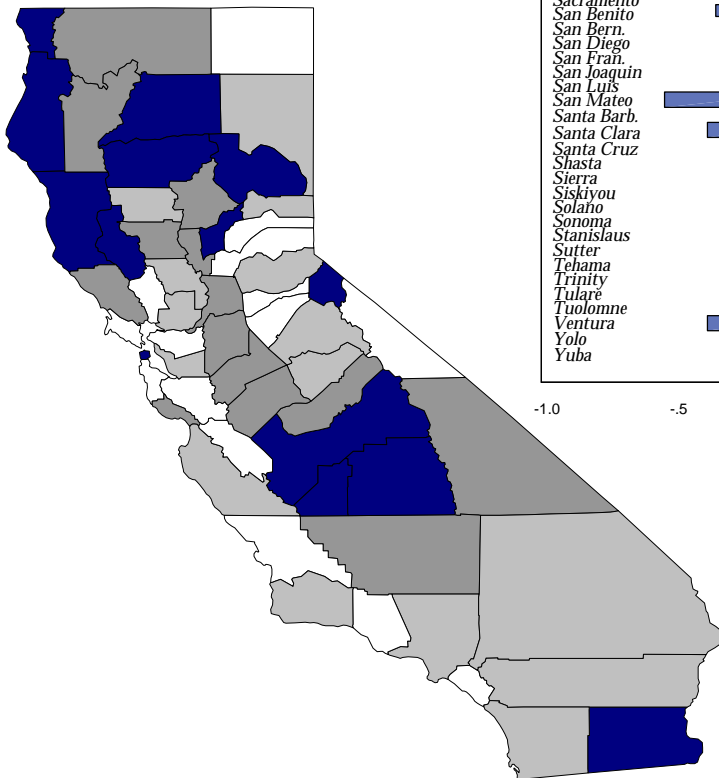 Sacramento
San Benito
San Bern.
San Diego
San Fran.
San Joaquin
San Luis
San Mateo
Santa Barb.
Santa Clara
Santa Cruz
Shasta
Sierra
Siskiyou
Solano
Sonoma
Stanislaus
Sutter
Tehama
Trinity
Tulare
Tuolomne
Ventura
Yolo
Yuba
-1.0 -.5